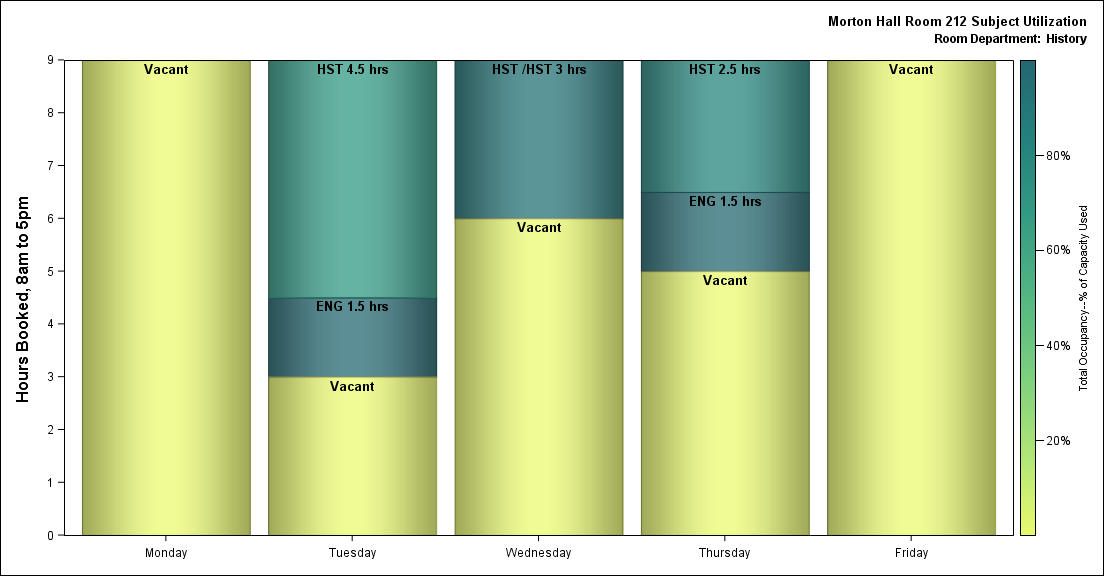 Morton Hall Room 212 Subject Utilization
Room Department: History
Hours Booked, 8am to 5pm
9
8
7
6
5
4
3
2
1
0
Vacant
HST 4.5 hrs
ENG 1.5 hrs
Vacant
HST /HST 3 hrs
Vacant
HST 2.5 hrs
ENG 1.5 hrs
Vacant
Vacant
Monday
Tuesday
Wednesday
Thursday
Friday
80%
60%
40%
20%
Total Occupancy--% of Capacity Used